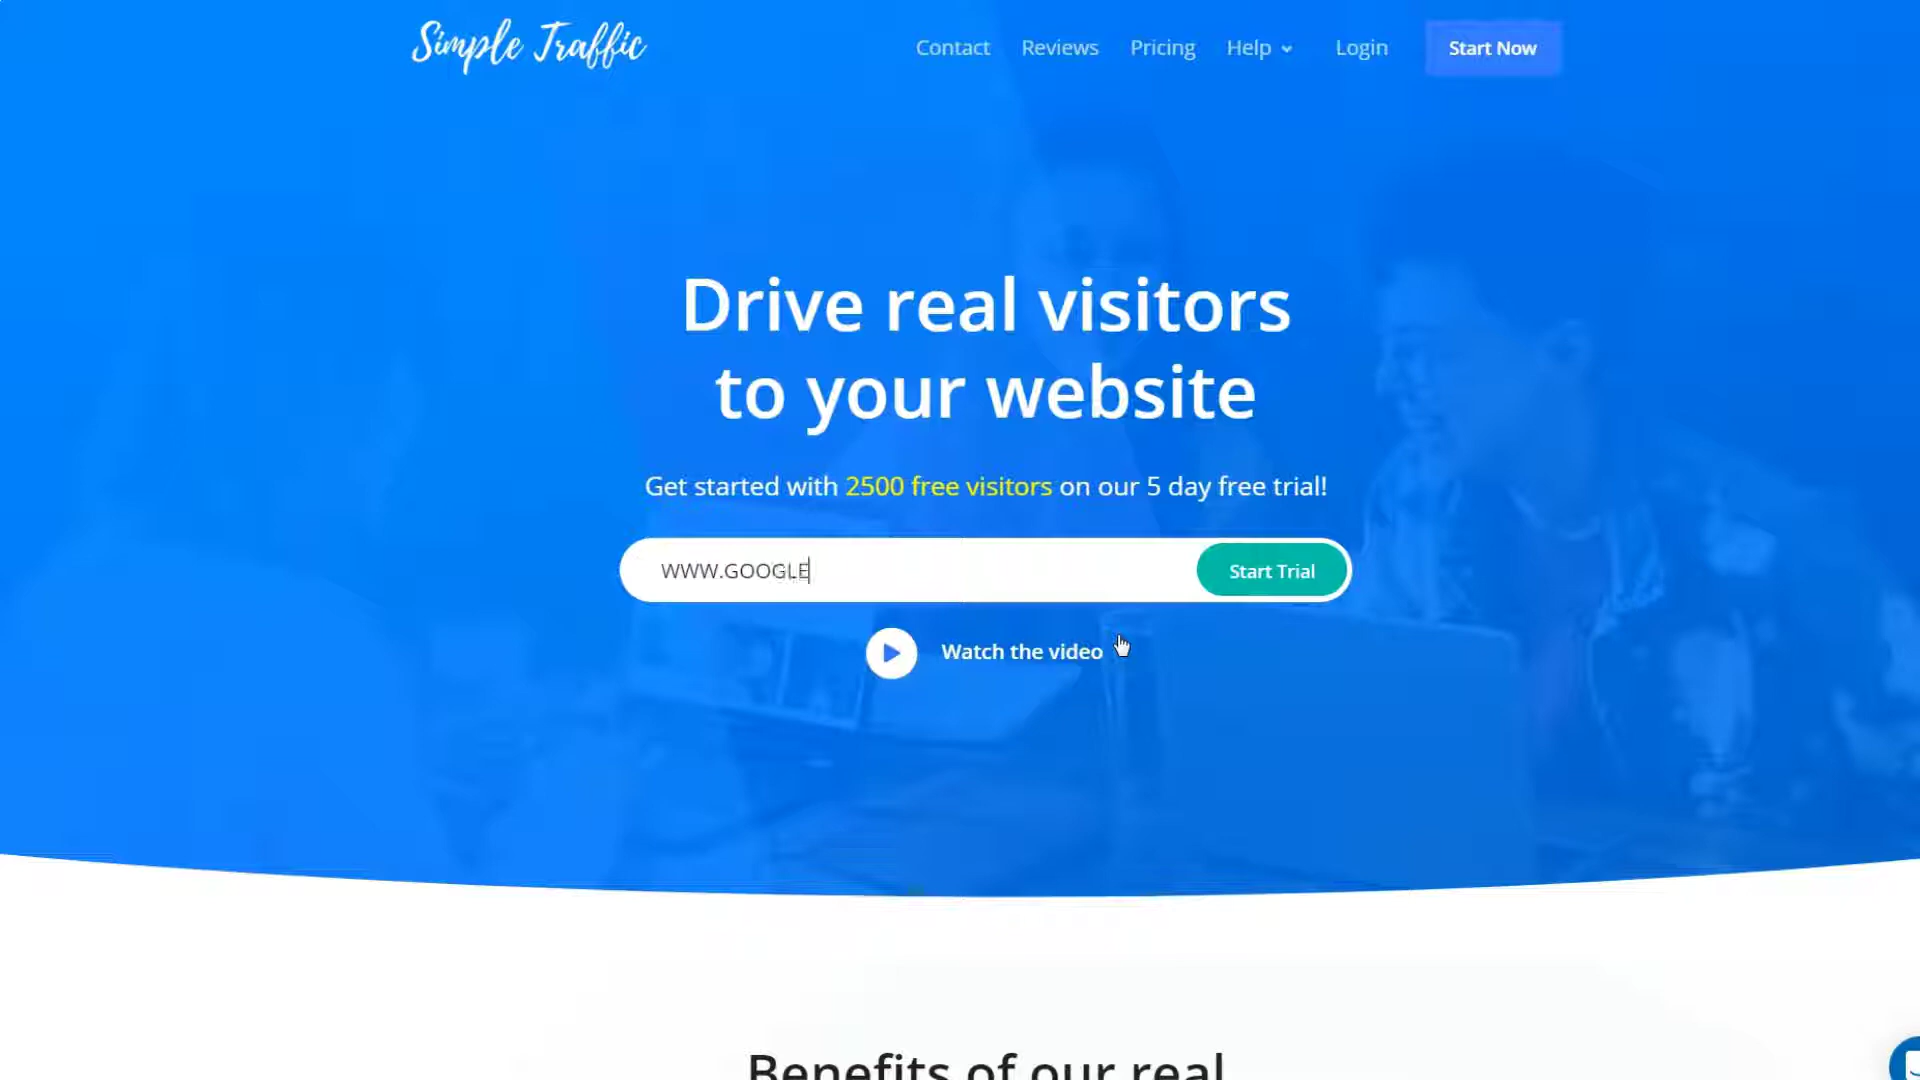 Simple Traffic
Contact Reviews Pricing Help Login Start Now
Drive real visitors
to your website
Get started with 2500 free visitors on our 5 day free trial!
WWW.GOOGLE Start Trial
Watch the video
Benefits of our real